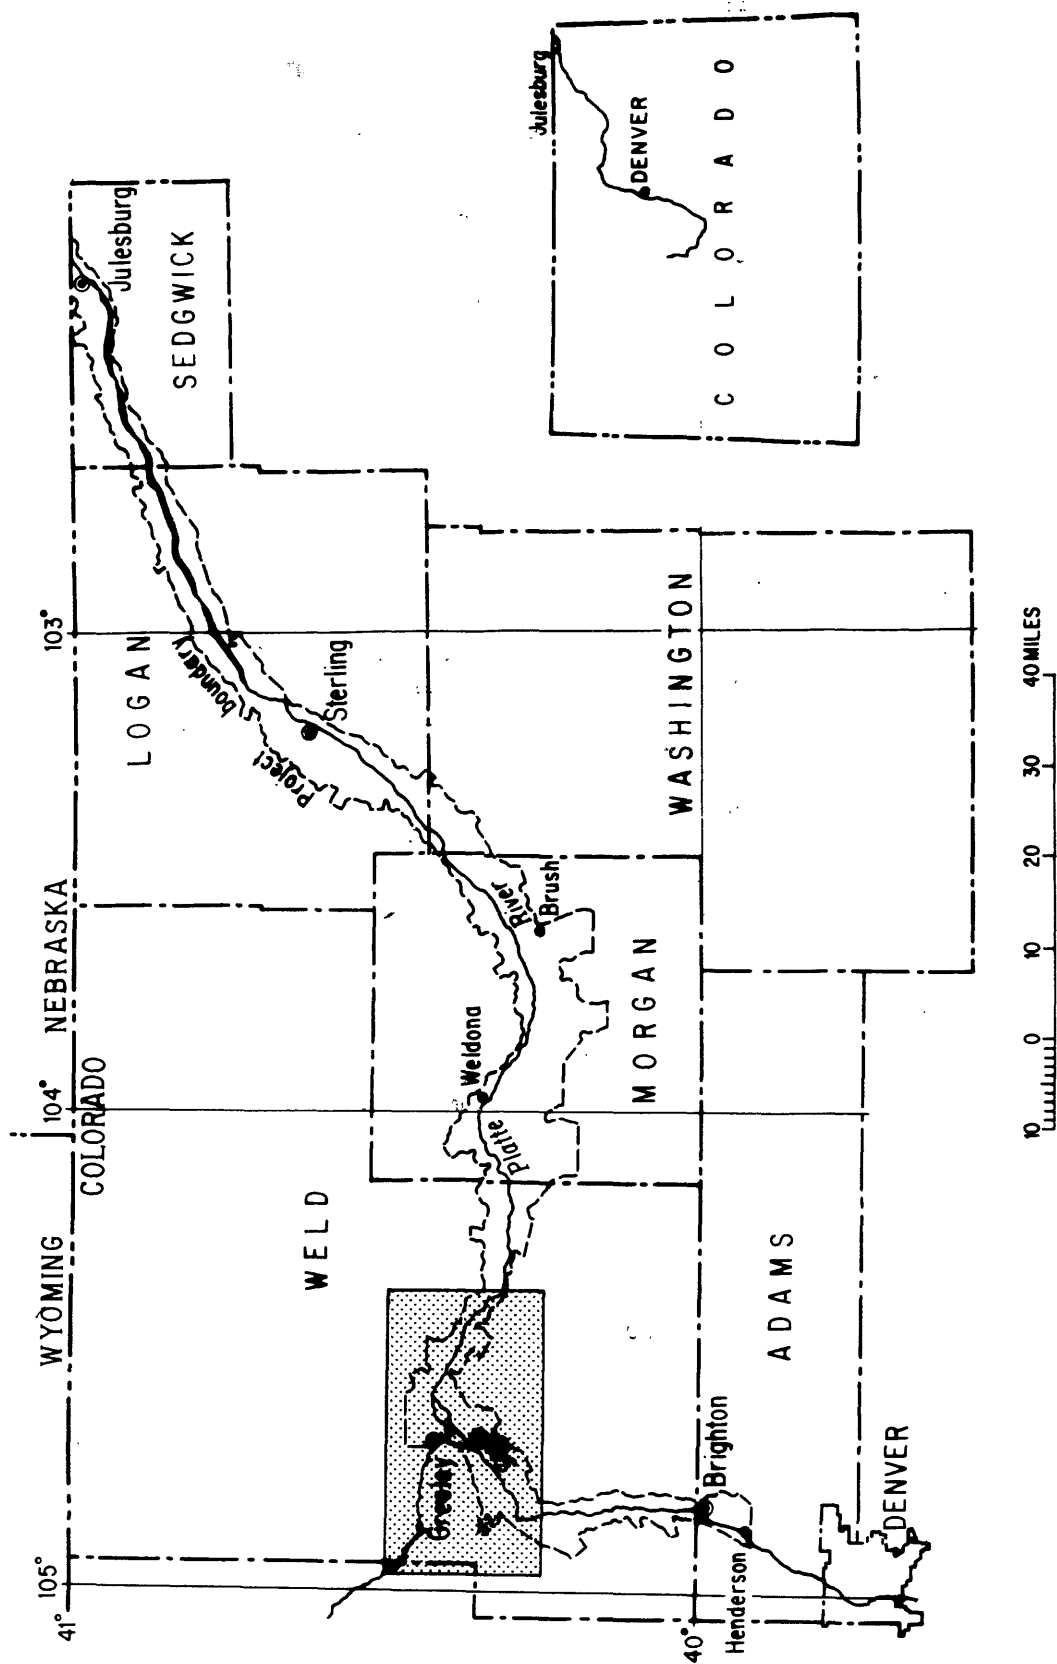 WYOMING
NEBRASKA
COLORADO
41°
105°
104°
103°
40°
WELD
LOGAN
SEDGWICK
Julesburg
Project boundary
Sterling
Greeley
Platte
River
Weldona
Brush
MORGAN
WASHINGTON
ADAMS
Brighton
Henderson
DENVER
Julesburg
DENVER
COLORADO
10 0 10 20 30 40 MILES